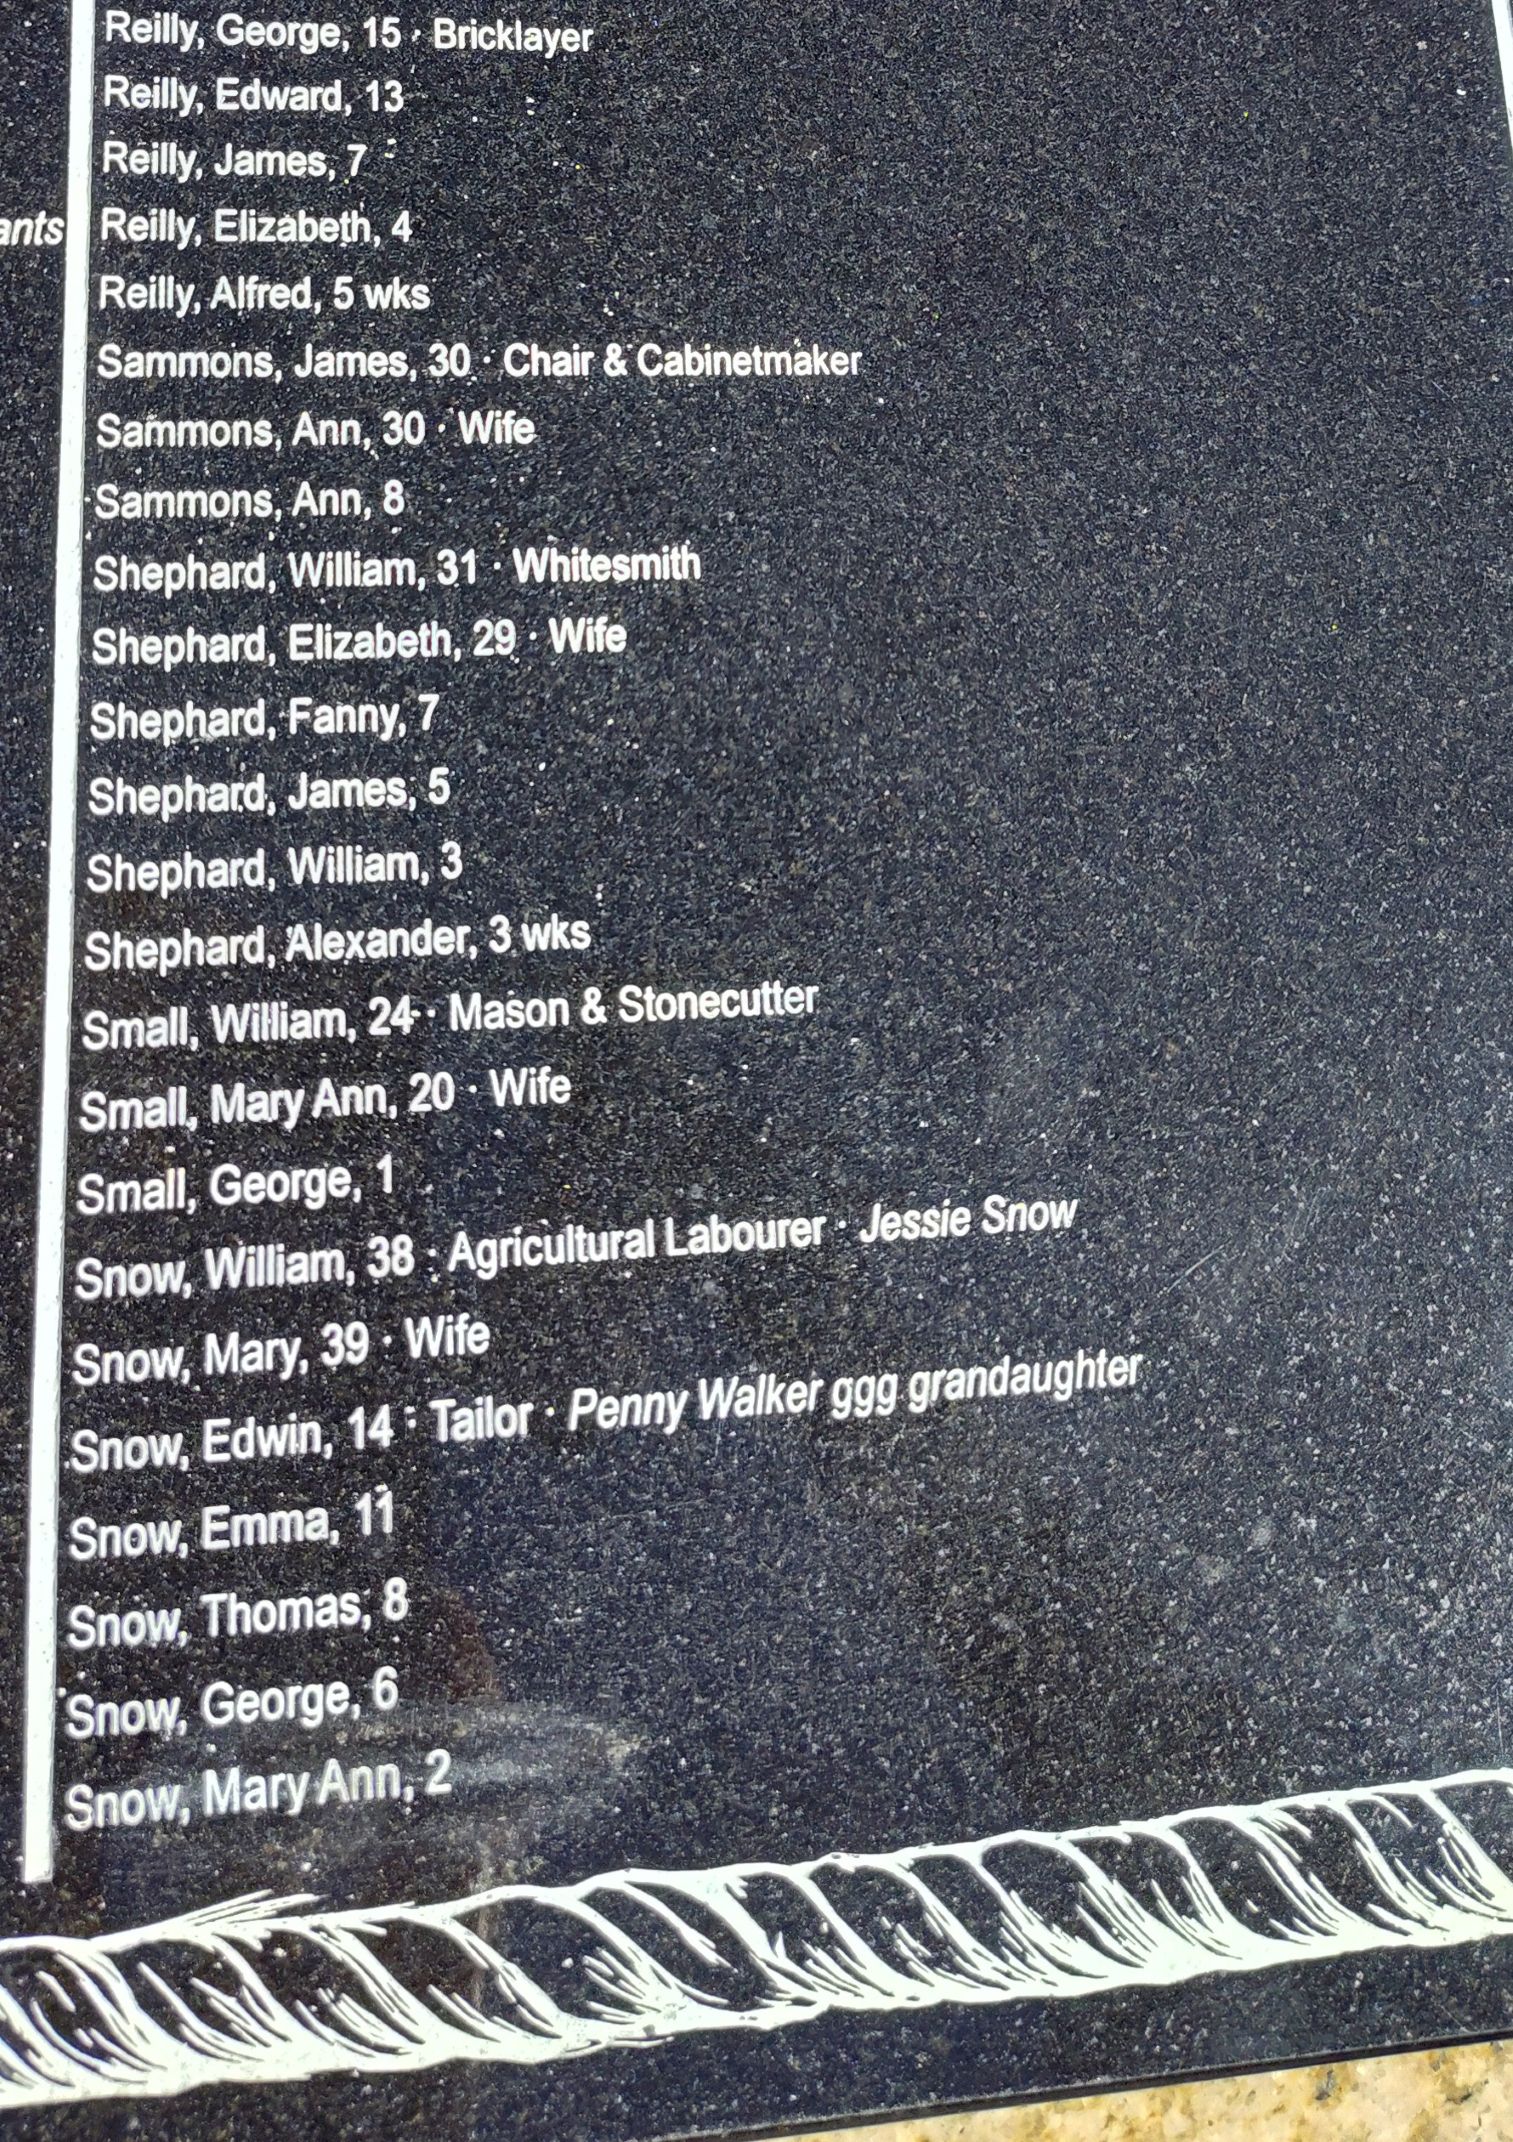 Reilly, George, 15 · Bricklayer
Reilly, Edward, 13
Reilly, James, 7
ants
Reilly, Elizabeth, 4
Reilly, Alfred, 5 wks
Sammons, James, 30 · Chair & Cabinetmaker
Sammons, Ann, 30 · Wife
Sammons, Ann, 8
Shephard, William, 31 · Whitesmith
Shephard, Elizabeth, 29 · Wife
Shephard, Fanny, 7
Shephard, James, 5
Shephard, William, 3
Shephard, Alexander, 3 wks
Small, William, 24 · Mason & Stonecutter
Small, Mary Ann, 20 · Wife
Small, George, 1
Snow, William, 38 · Agricultural Labourer · Jessie Snow
Snow, Mary, 39 · Wife
Snow, Edwin, 14 · Tailor · Penny Walker ggg grandaughter
Snow, Emma, 11
Snow, Thomas, 8
Snow, George, 6
Snow, Mary Ann, 2